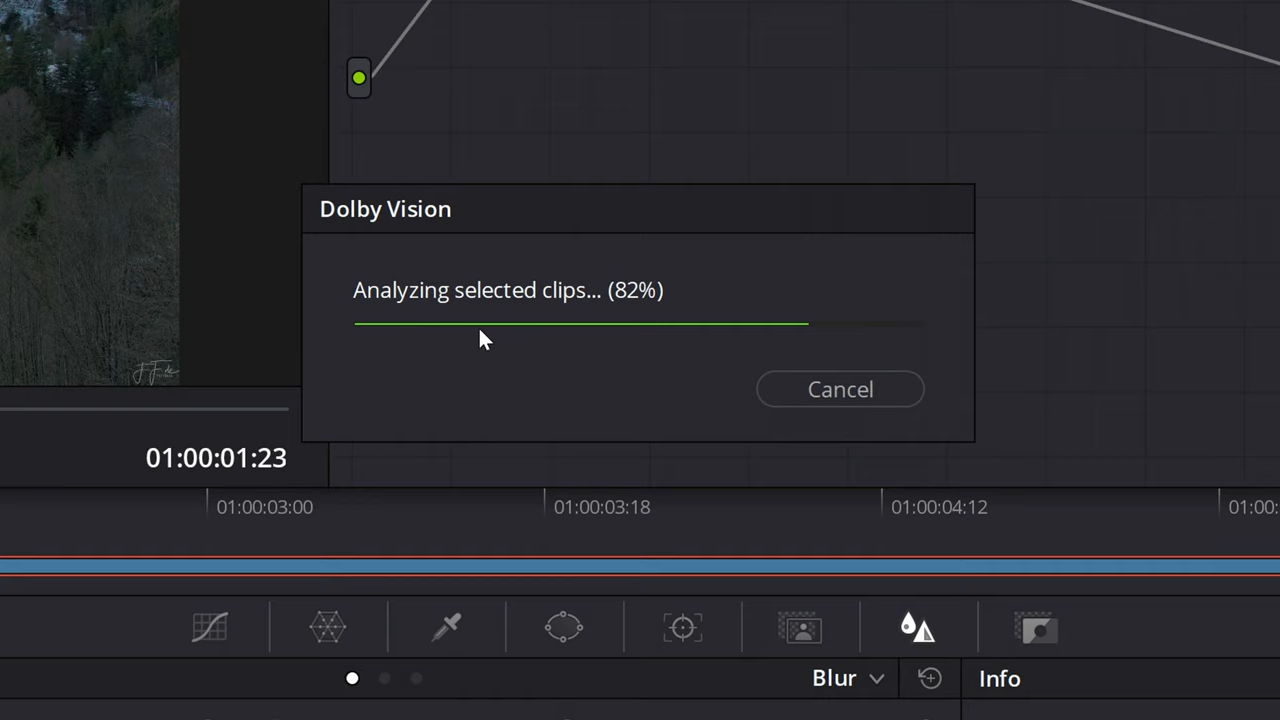 Dolby Vision
Analyzing selected clips... (82%)
Cancel
01:00:01:23
01:00:03:00
01:00:03:18
01:00:04:12
01:00:
Blur
Info